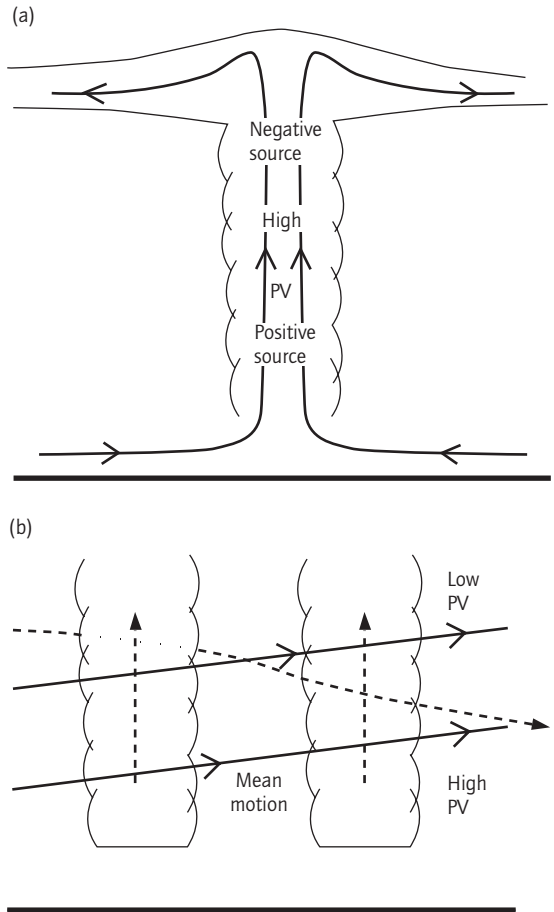 (a)
Negative
source
High
PV
Positive
source
(b)
Low
PV
Mean
motion
High
PV